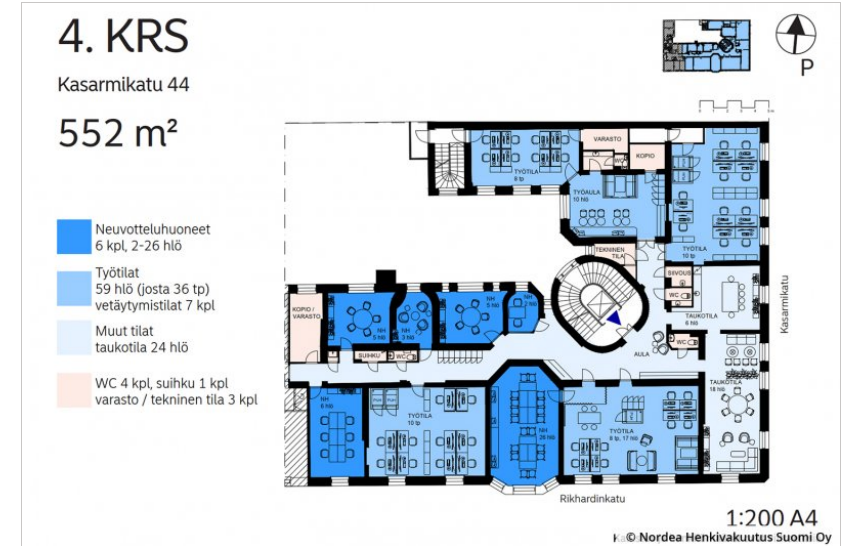 4. KRS
Kasarmikatu 44
552 m²
P
Neuvotteluhuoneet
6 kpl, 2-26 hlö
Työtilat
59 hlö (josta 36 tp)
vetäytymistilat 7 kpl
Muut tilat
taukotila 24 hlö
WC 4 kpl, suihku 1 kpl
varasto / tekninen tila 3 kpl
TYÖTILA
8 tp
VARASTO
WC
KOPIO
TYÖAULA
10 hlö
TYÖTILA
10 tp
TEKNINEN
TILA
SIIVOUS
WC
TAUKOTILA
6 hlö
Kasarmikatu
KOPIO /
VARASTO
NH
5 hlö
NH
3 hlö
NH
5 hlö
NH
2 hlö
SUIHKU
WC
WC
AULA
TAUKOTILA
18 hlö
NH
6 hlö
TYÖTILA
10 tp
NH
26 hlö
TYÖTILA
8 tp, 17 hlö
Rikhardinkatu
1:200 A4
© Nordea Henkivakuutus Suomi Oy